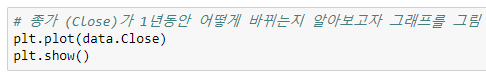 # 종가 (Close)가 1년동안 어떻게 바뀌는지 알아보고자 그래프를 그림
plt.plot(data.Close)
plt.show()